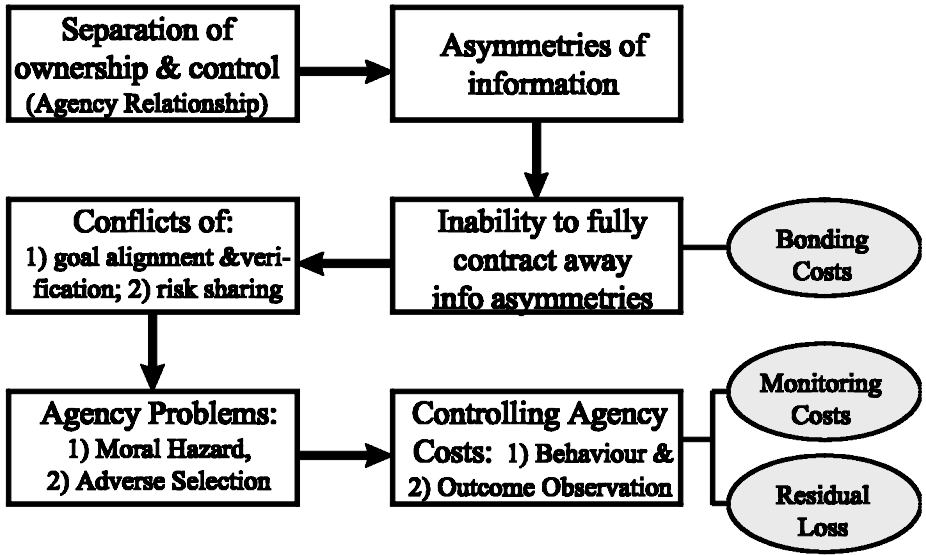 Separation of
ownership & control
(Agency Relationship)
Asymmetries of
information
Conflicts of:
1) goal alignment &veri-
fication; 2) risk sharing
Inability to fully
contract away
info asymmetries
Bonding
Costs
Agency Problems:
1) Moral Hazard,
2) Adverse Selection
Controlling Agency
Costs: 1) Behaviour &
2) Outcome Observation
Monitoring
Costs
Residual
Loss